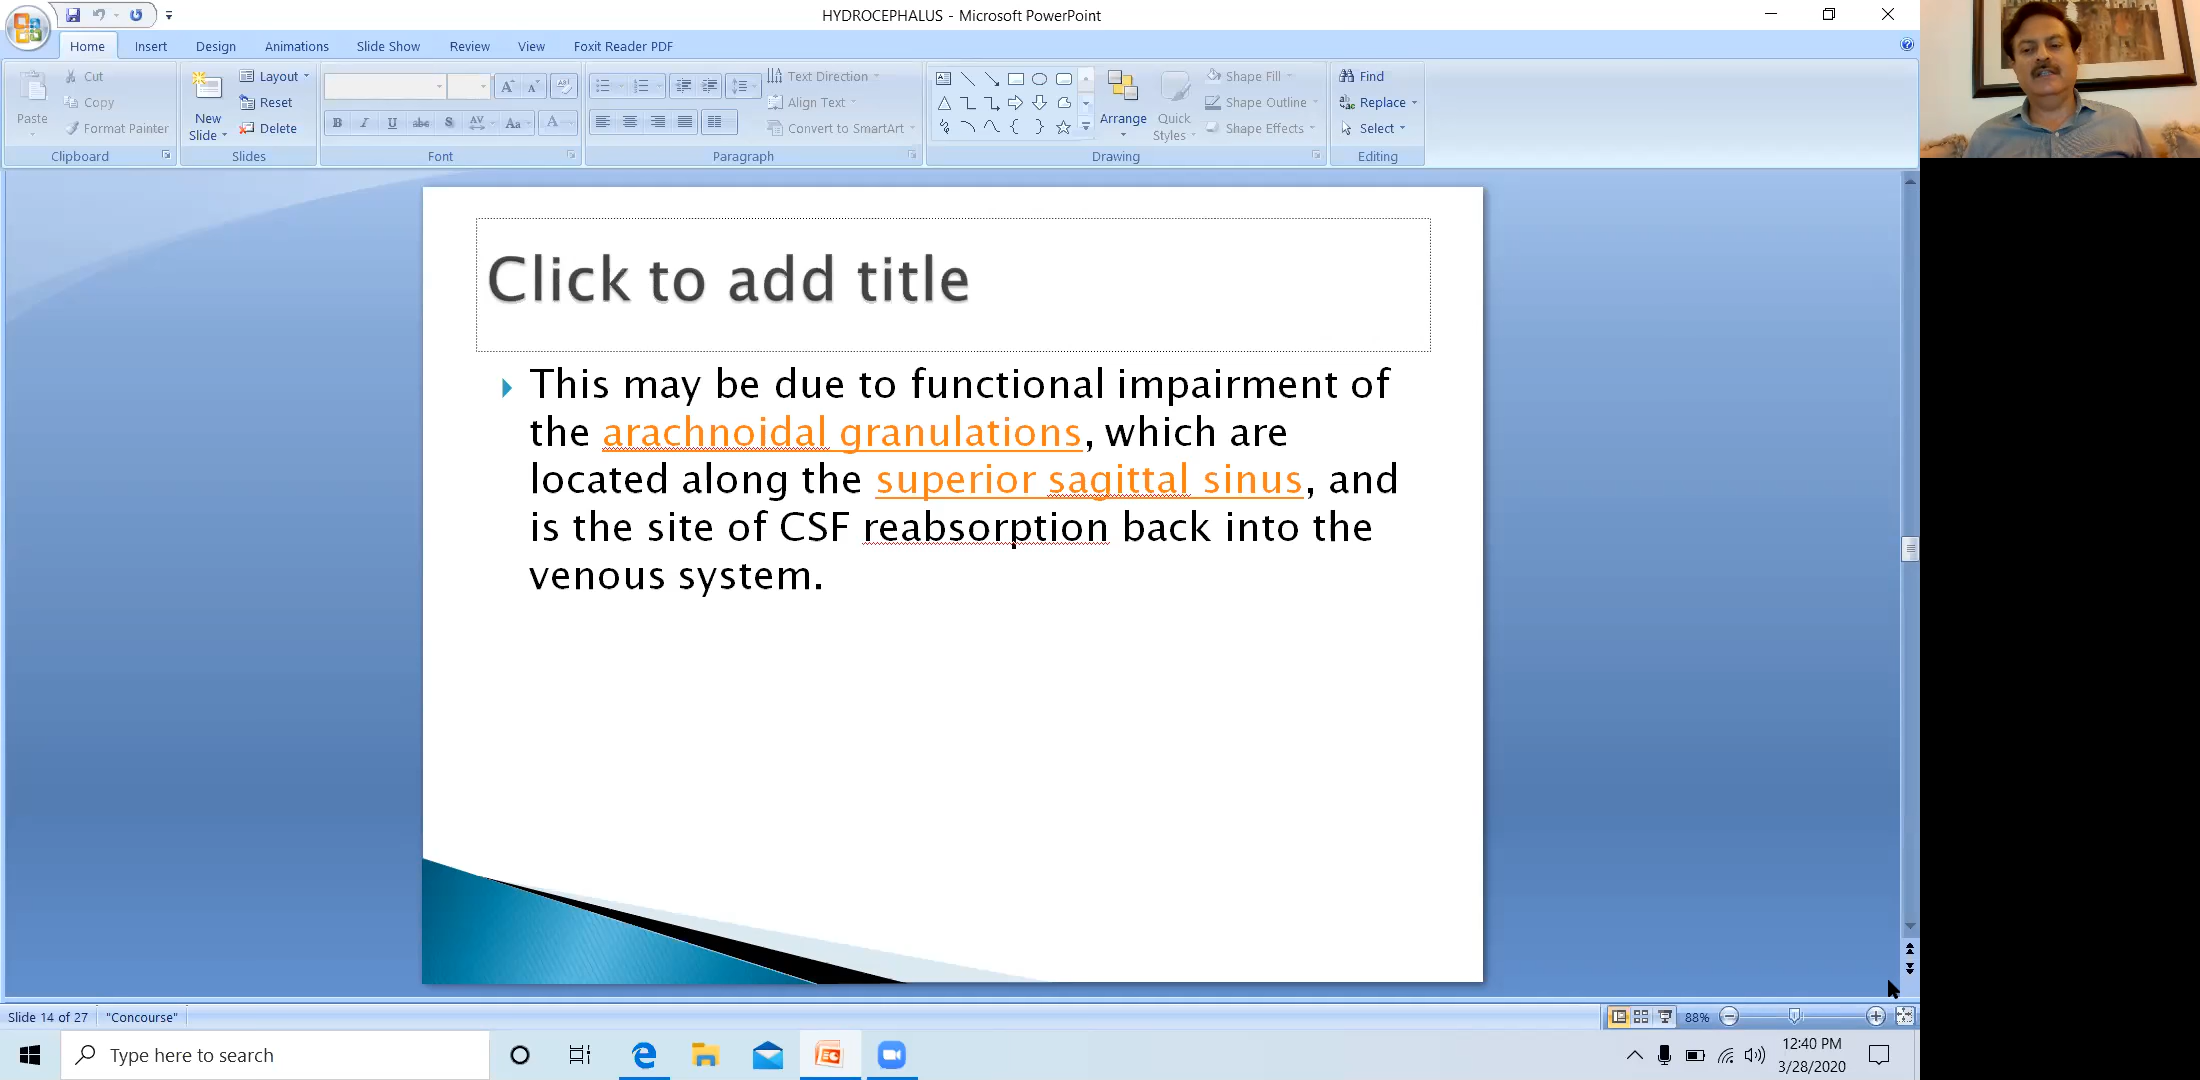 HYDROCEPHALUS - Microsoft PowerPoint
Home Insert Design Animations Slide Show Review View Foxit Reader PDF
Paste
Cut
Copy
Format Painter
Clipboard
New Slide
Layout
Reset
Delete
Slides
B I U abc S AV Aa A
Font
Text Direction
Align Text
Convert to SmartArt
Paragraph
Arrange
Quick Styles
Shape Fill
Shape Outline
Shape Effects
Drawing
Find
Replace
Select
Editing
Click to add title
This may be due to functional impairment of
the arachnoidal granulations, which are
located along the superior sagittal sinus, and
is the site of CSF reabsorption back into the
venous system.
Slide 14 of 27 "Concourse" 88%
Type here to search
12:40 PM
3/28/2020